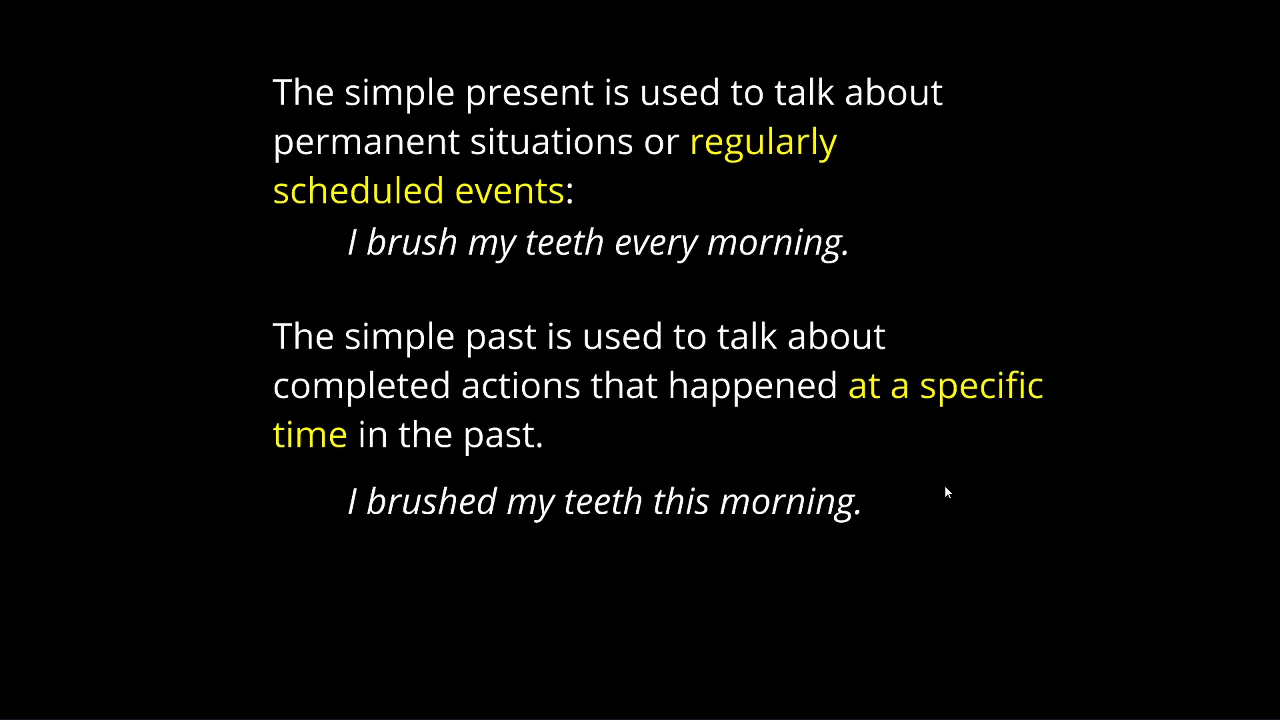 The simple present is used to talk about
permanent situations or regularly
scheduled events:
I brush my teeth every morning.
The simple past is used to talk about
completed actions that happened at a specific
time in the past.
I brushed my teeth this morning.